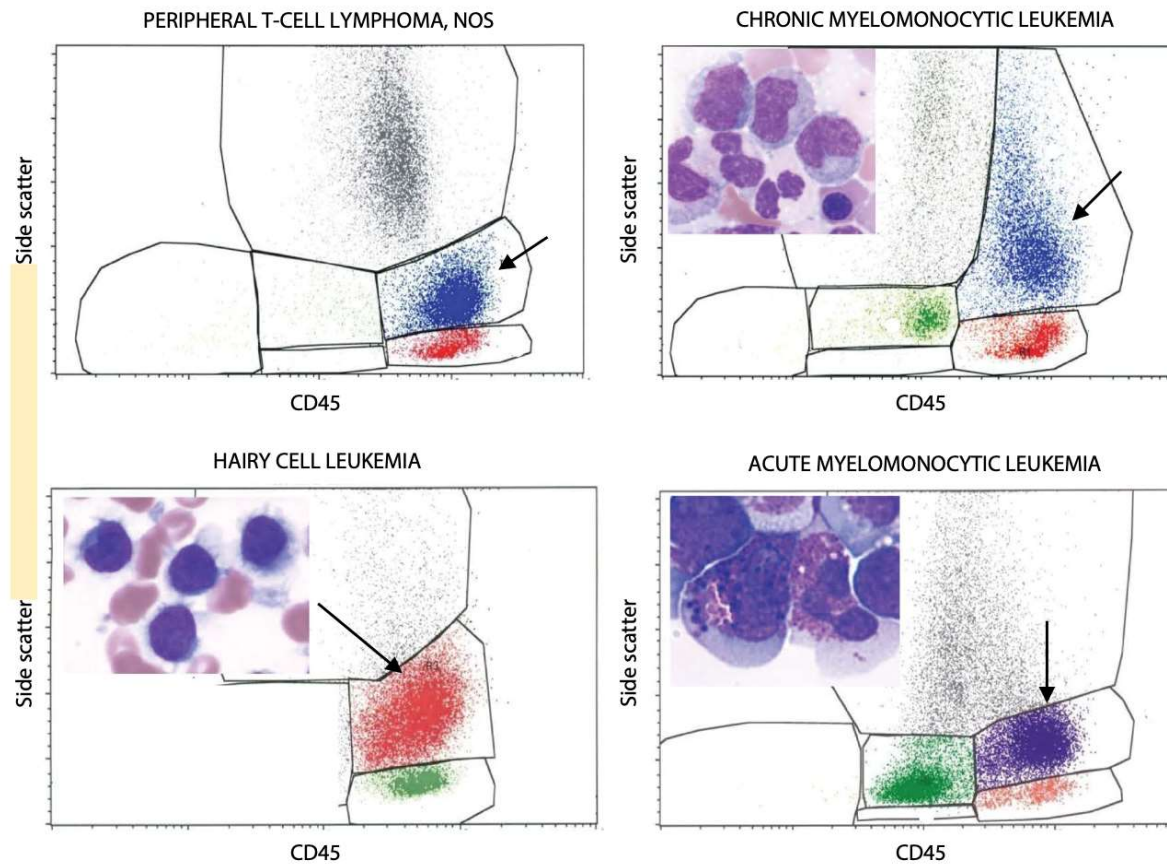 PERIPHERAL T-CELL LYMPHOMA, NOS
Side scatter
CD45
CHRONIC MYELOMONOCYTIC LEUKEMIA
Side scatter
CD45
HAIRY CELL LEUKEMIA
Side scatter
CD45
ACUTE MYELOMONOCYTIC LEUKEMIA
Side scatter
CD45